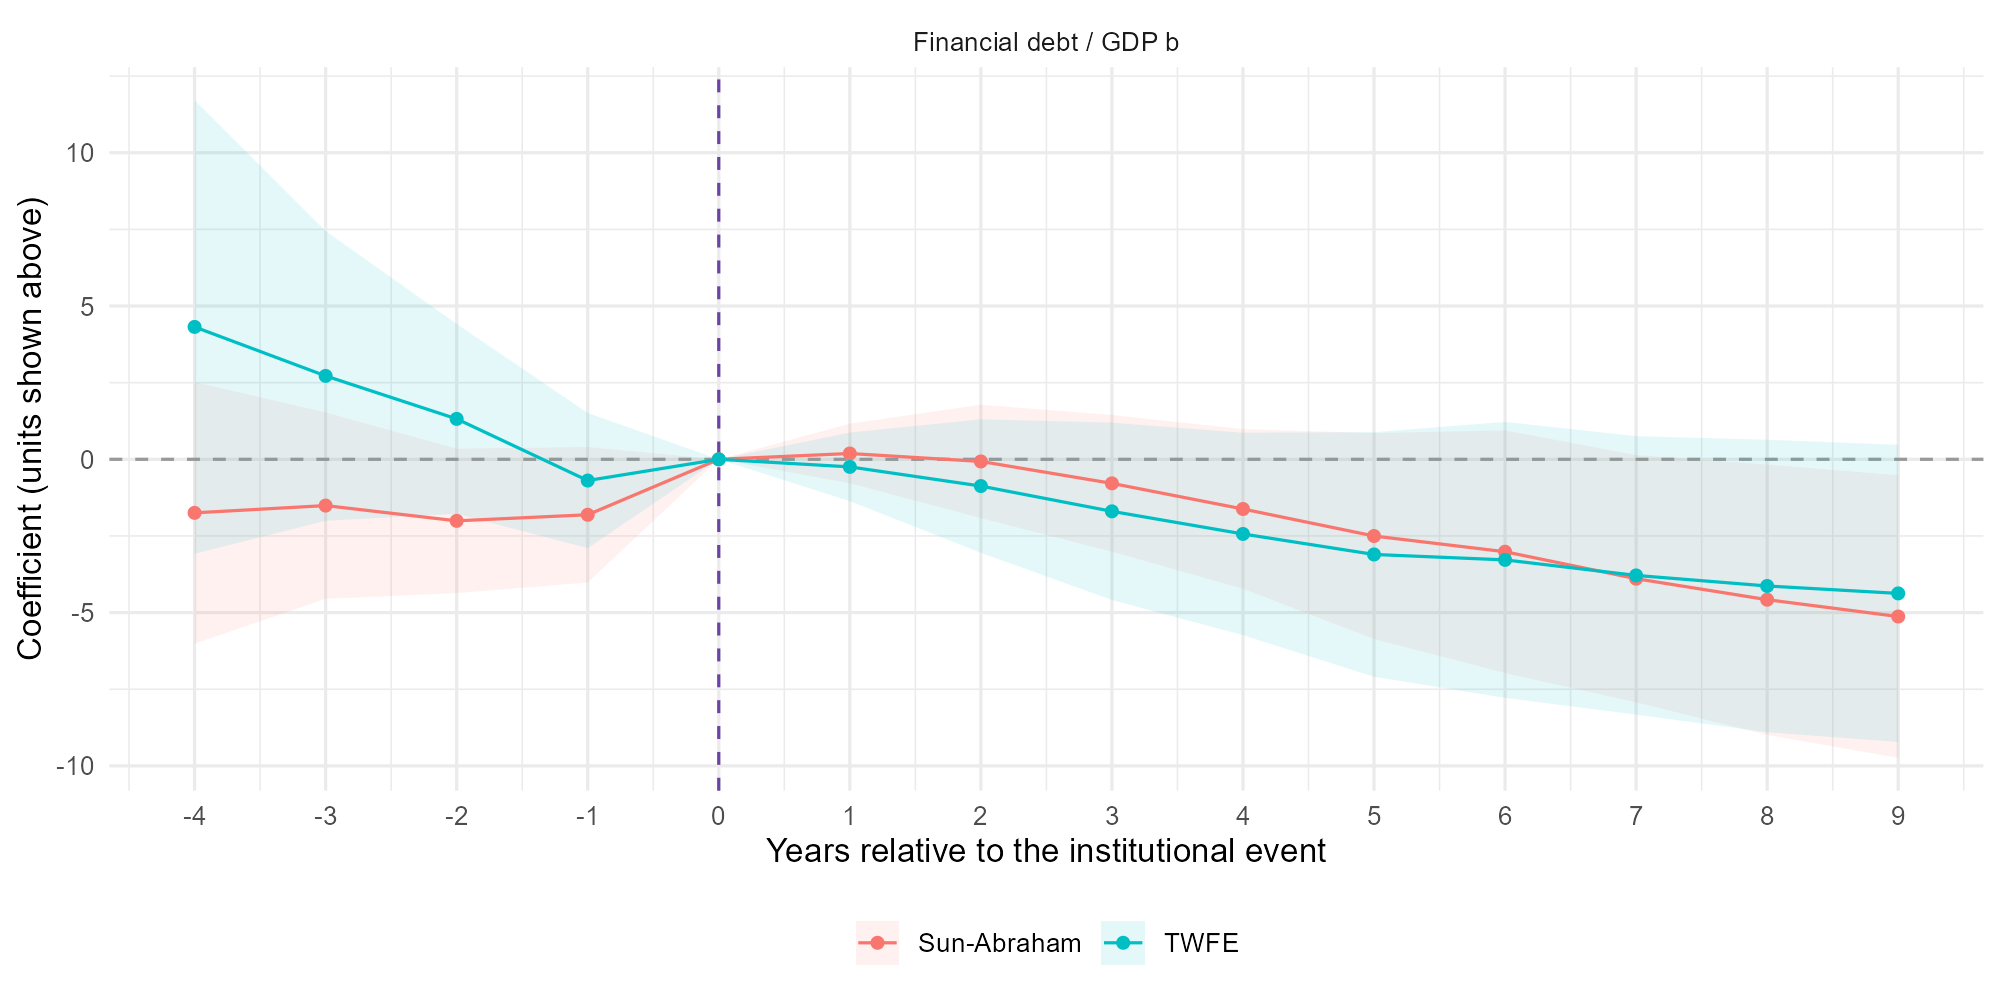 Financial debt / GDP b
Coefficient (units shown above)
10
5
0
-5
-10
-4 -3 -2 -1 0 1 2 3 4 5 6 7 8 9
Years relative to the institutional event
Sun-Abraham TWFE